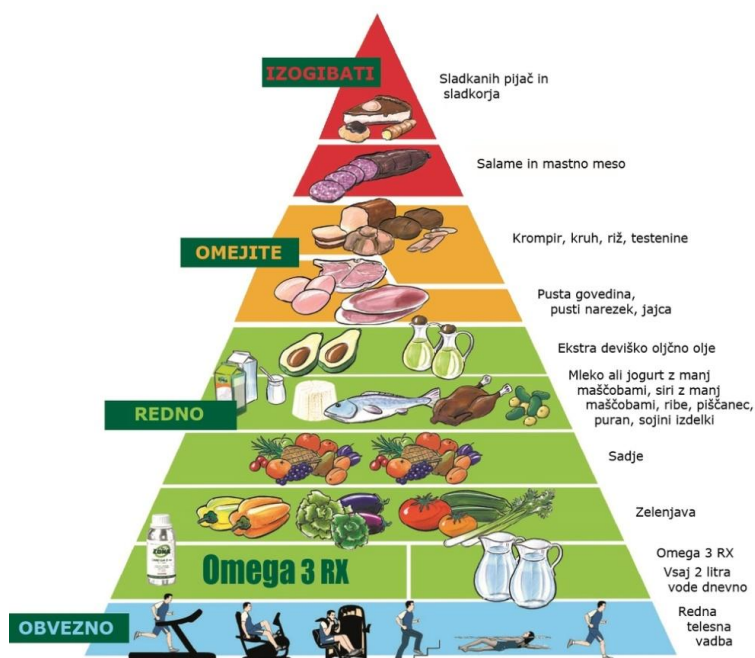 IZOGIBATI
Sladkanih pijač in
sladkorja
Salame in mastno meso
Krompir, kruh, riž, testenine
OMEJITE
Pusta govedina,
pusti narezek, jajca
Ekstra deviško oljčno olje
Mleko ali jogurt z manj
maščobami, siri z manj
maščobami, ribe, piščanec,
puran, sojini izdelki
REDNO
Sadje
Zelenjava
ZONE
Omega 3 RX
Omega 3 RX
Vsaj 2 litra
vode dnevno
OBVEZNO
Redna
telesna
vadba